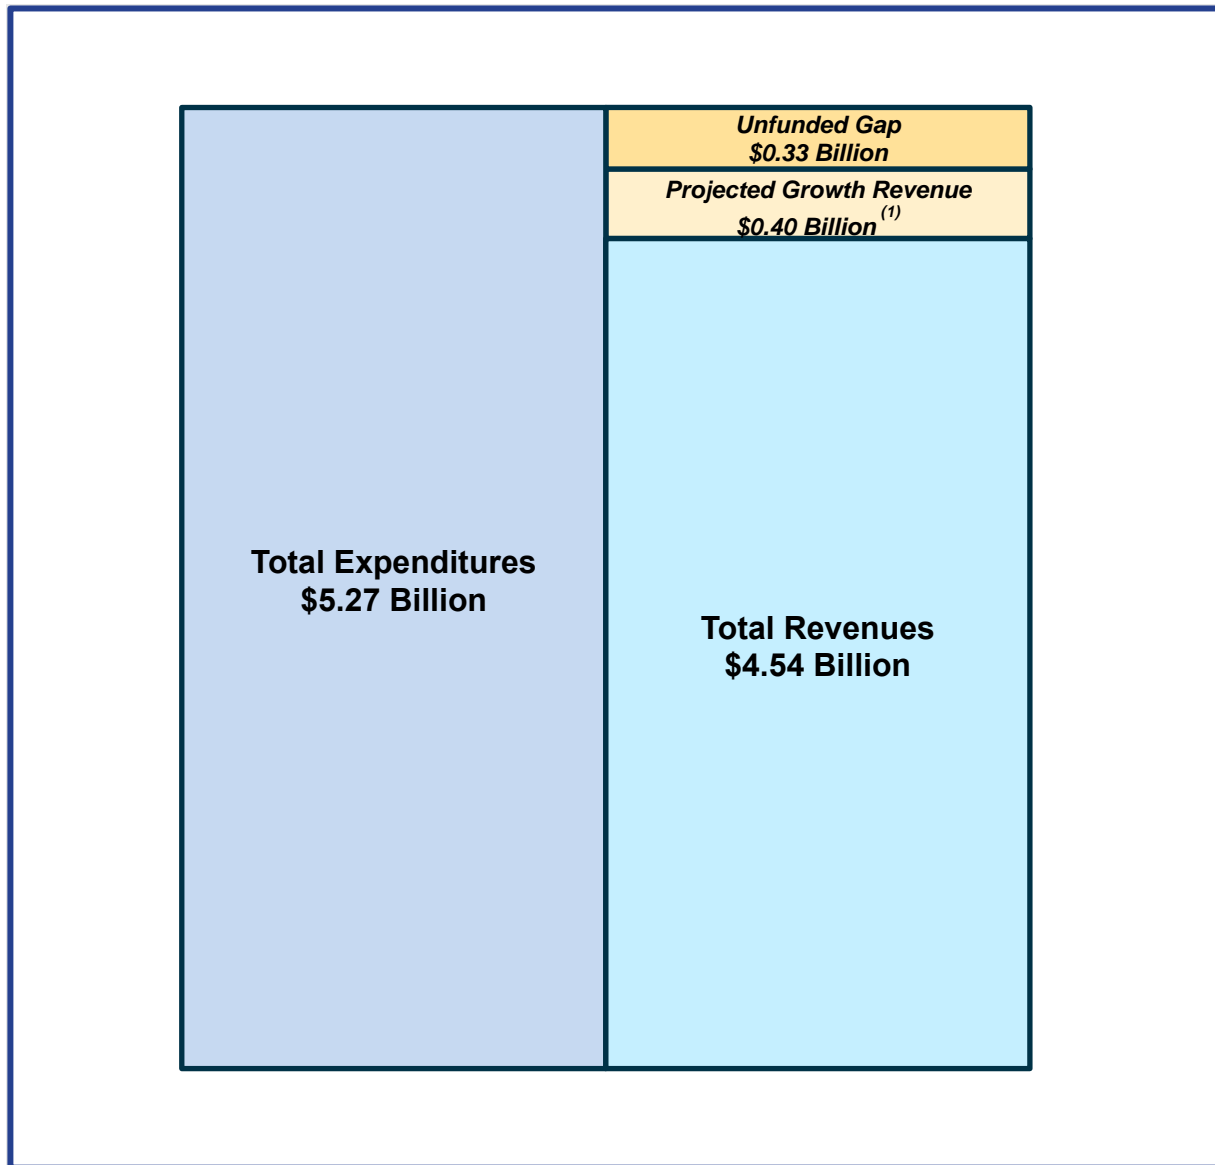 Unfunded Gap
$0.33 Billion
Projected Growth Revenue
$0.40 Billion (1)
Total Expenditures
$5.27 Billion
Total Revenues
$4.54 Billion